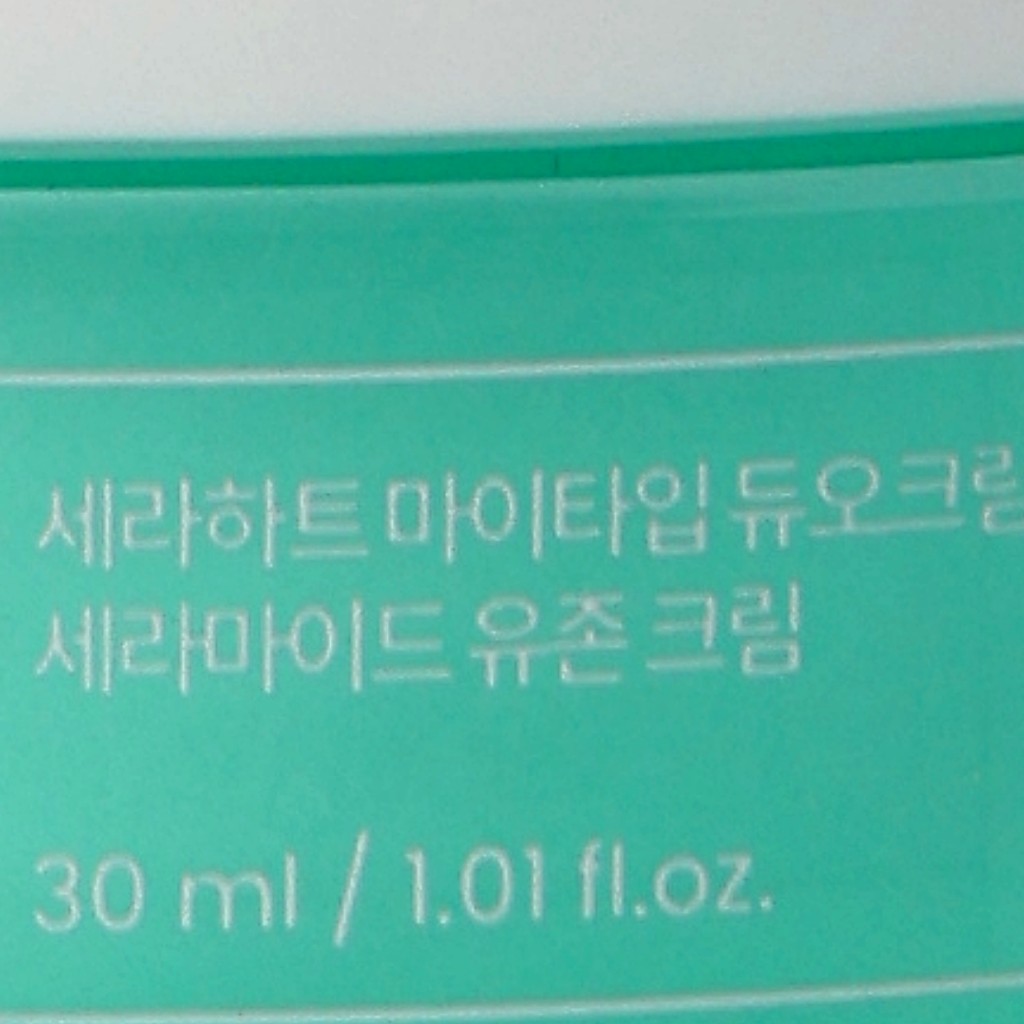 세라하트 마이타입 듀오크림
세라마이드 유존 크림
30 ml / 1.01 fl.oz.